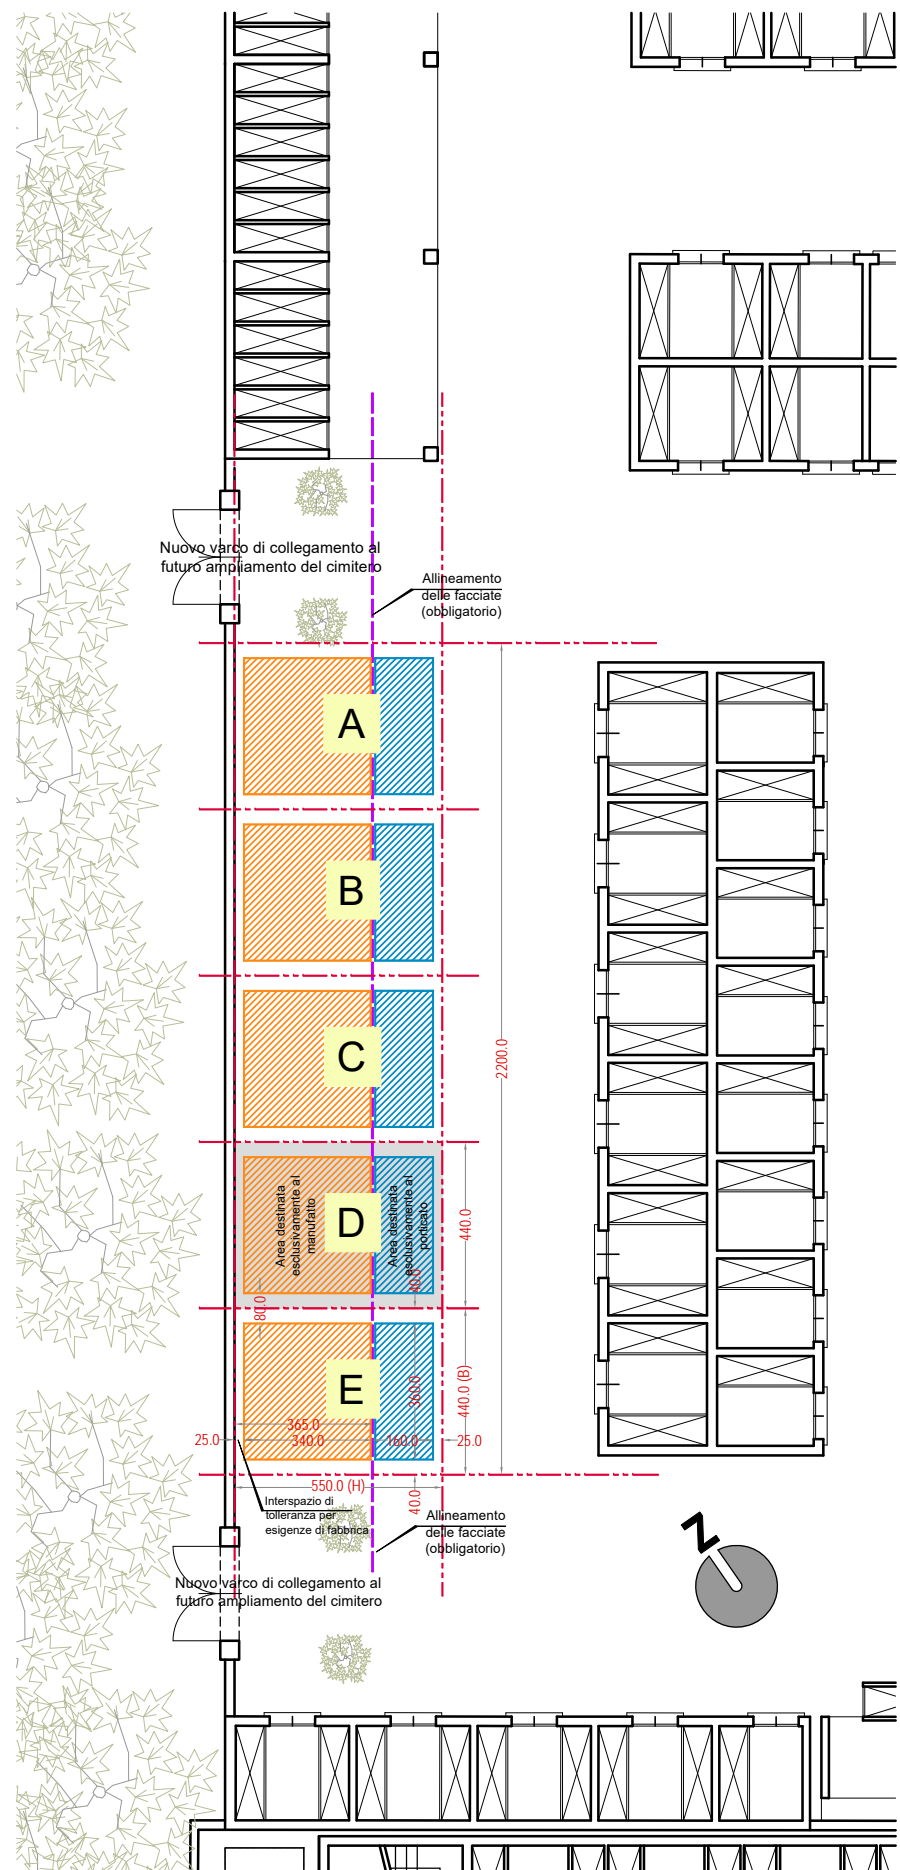 Nuovo varco di collegamento al
futuro ampliamento del cimitero
Allineamento
delle facciate
(obbligatorio)
A
B
C
2200.0
Area destinata
esclusivamente al
manufatto
D
Area destinata
esclusivamente al
porticato
440.0
40.0
80.0
E
360.0
440.0 (B)
365.0
25.0
340.0
160.0
25.0
550.0 (H)
40.0
Interspazio di
tolleranza per
esigenze di fabbrica
Allineamento
delle facciate
(obbligatorio)
N
Nuovo varco di collegamento al
futuro ampliamento del cimitero